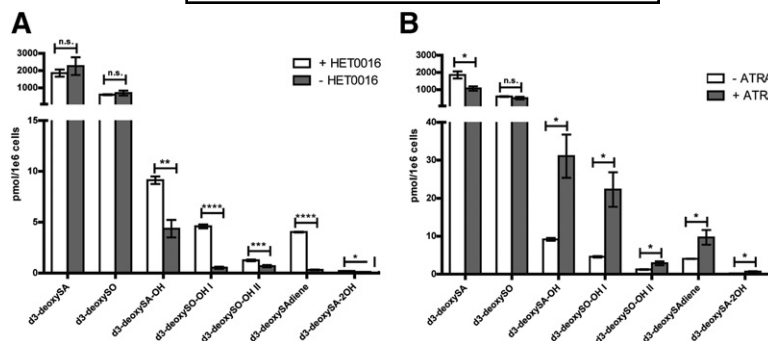 A
n.s.
n.s.
3000
2000
1000
15
10
5
0
pmol/1e6 cells
**
****
***
****
*
+ HET0016
- HET0016
d3-deoxySA
d3-deoxySO
d3-deoxySA-OH
d3-deoxySO-OH I
d3-deoxySO-OH II
d3-deoxySAdiene
d3-deoxySA-2OH
B
*
n.s.
3000
2000
1000
40
30
20
10
0
pmol/1e6 cells
*
*
*
*
*
- ATRA
+ ATRA
d3-deoxySA
d3-deoxySO
d3-deoxySA-OH
d3-deoxySO-OH I
d3-deoxySO-OH II
d3-deoxySAdiene
d3-deoxySA-2OH